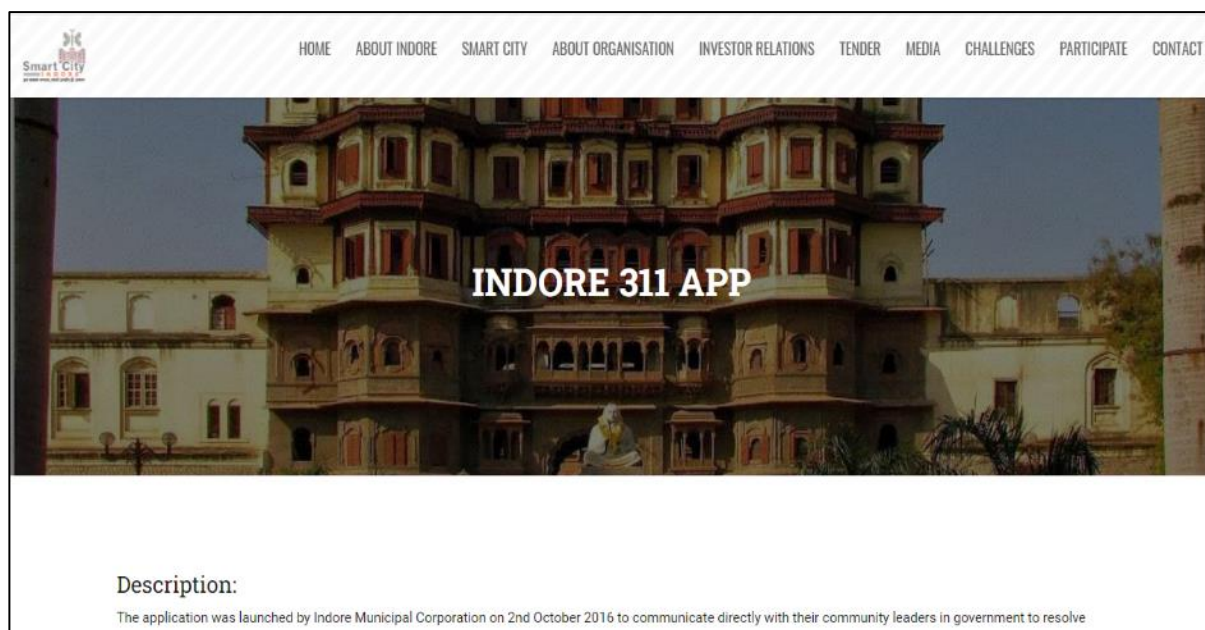 Smart City
INDORE
HOME ABOUT INDORE SMART CITY ABOUT ORGANISATION INVESTOR RELATIONS TENDER MEDIA CHALLENGES PARTICIPATE CONTACT
INDORE 311 APP
Description:
The application was launched by Indore Municipal Corporation on 2nd October 2016 to communicate directly with their community leaders in government to resolve